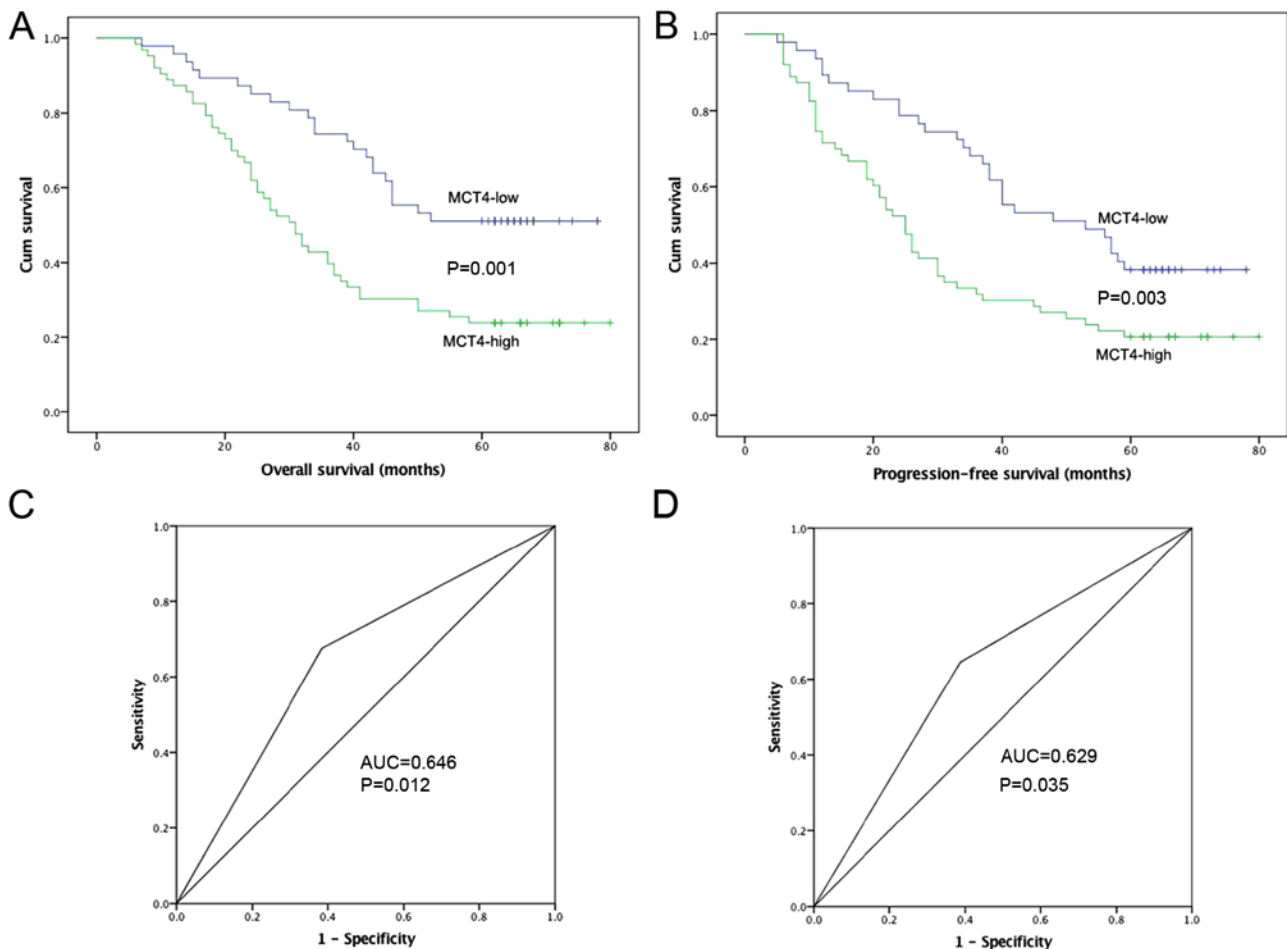 A
1.0
0.8
0.6
0.4
0.2
0.0
Cum survival
MCT4-low
P=0.001
MCT4-high
0
20
40
60
80
Overall survival (months)
B
1.0
0.8
0.6
0.4
0.2
0.0
Cum survival
MCT4-low
P=0.003
MCT4-high
0
20
40
60
80
Progression-free survival (months)
C
1.0
0.8
0.6
0.4
0.2
0.0
Sensitivity
AUC=0.646
P=0.012
0.0
0.2
0.4
0.6
0.8
1.0
1 - Specificity
D
1.0
0.8
0.6
0.4
0.2
0.0
Sensitivity
AUC=0.629
P=0.035
0.0
0.2
0.4
0.6
0.8
1.0
1 - Specificity